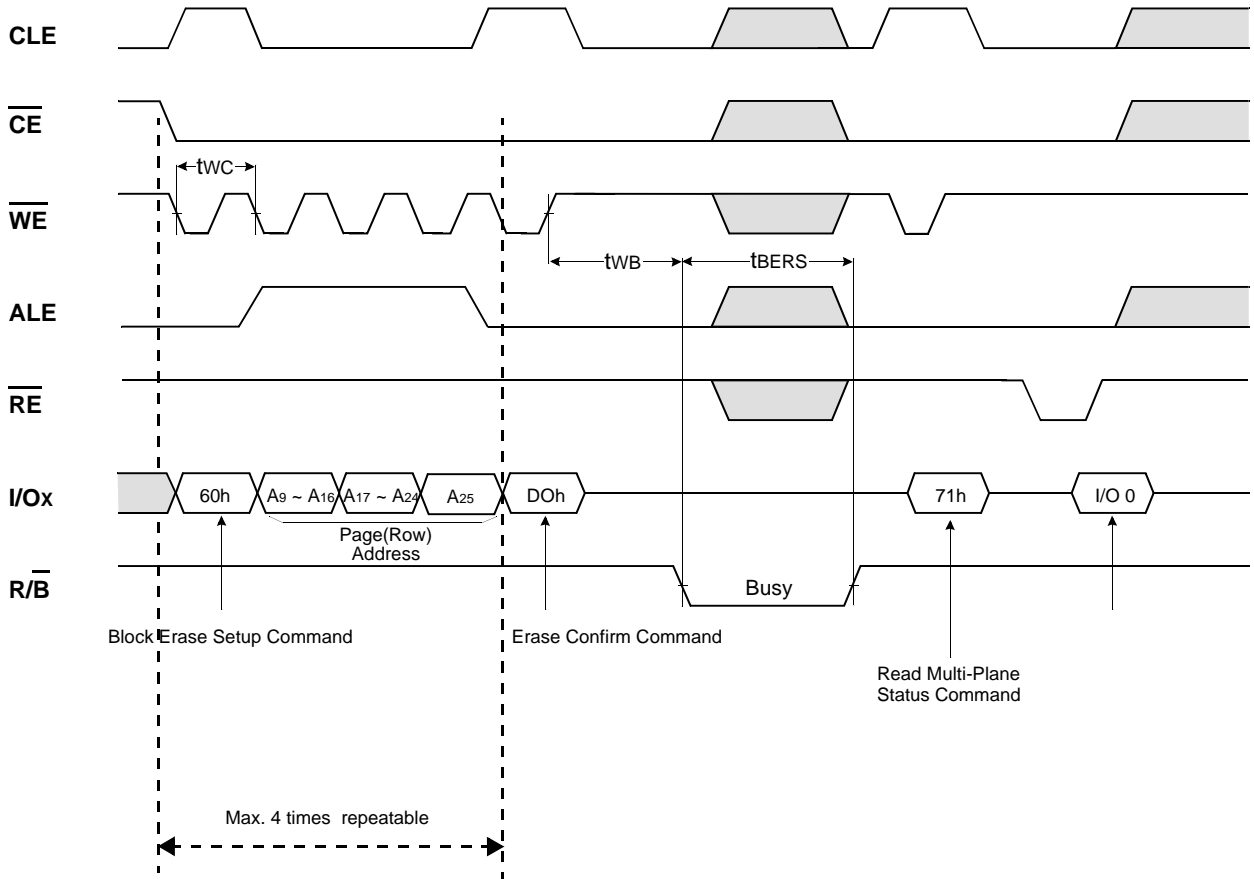 CLE
CE
tWC
WE
tWB
tBERS
ALE
RE
I/Ox
60h
A9 ~ A16
A17 ~ A24
A25
DOh
71h
I/O 0
Page(Row)
Address
R/B
Busy
Block Erase Setup Command
Erase Confirm Command
Read Multi-Plane
Status Command
Max. 4 times repeatable